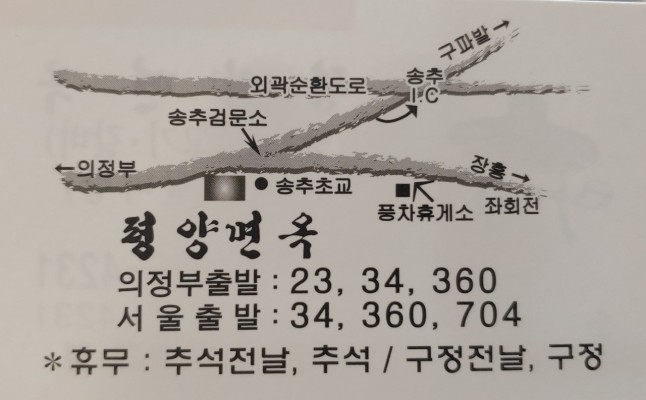 구파발 →
외곽순환도로
송추
I.C
송추검문소
← 의정부
장흥 →
송추초교
풍차휴게소
좌회전
평양면옥
의정부출발 : 23, 34, 360
서울출발 : 34, 360, 704
* 휴무 : 추석전날, 추석 / 구정전날, 구정